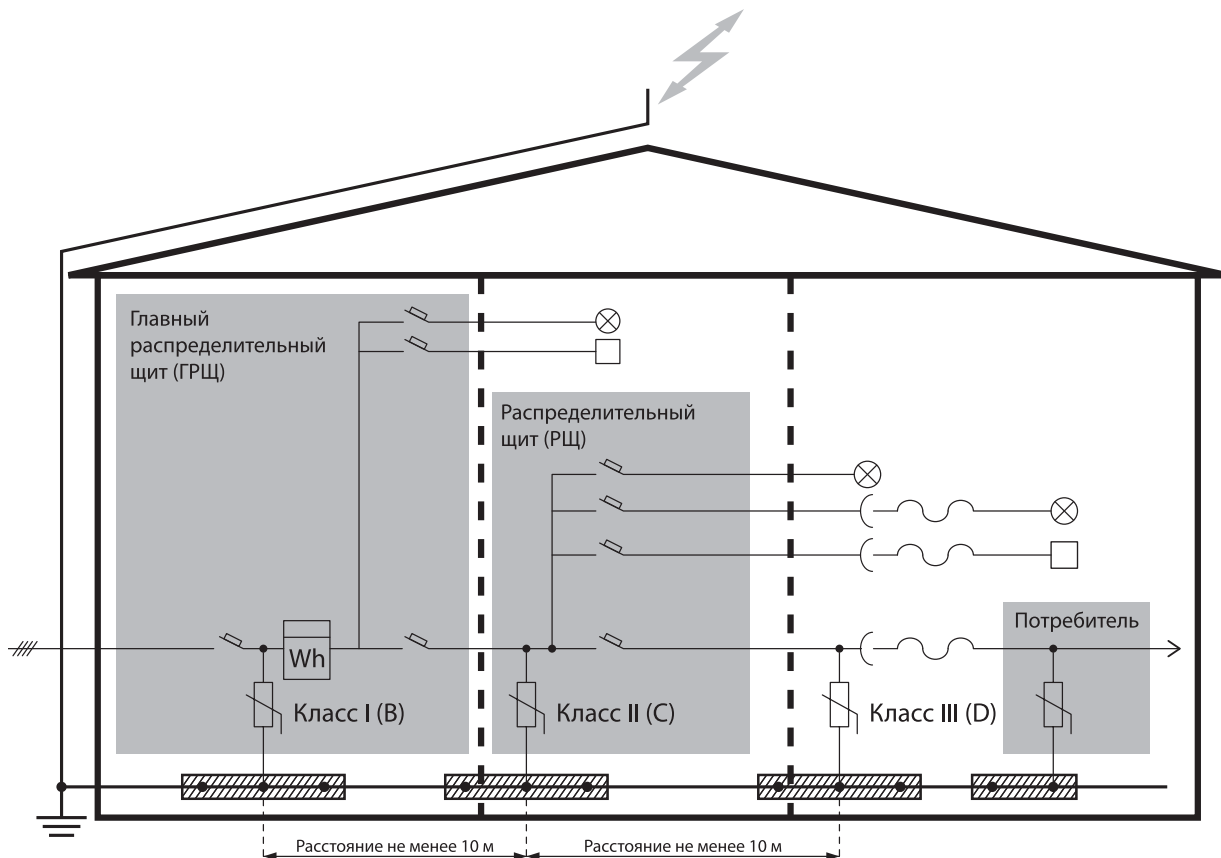 Главный
распределительный
щит (ГРЩ)
Распределительный
щит (РЩ)
Потребитель
Wh
Класс I (B)
Класс II (C)
Класс III (D)
Расстояние не менее 10 м
Расстояние не менее 10 м